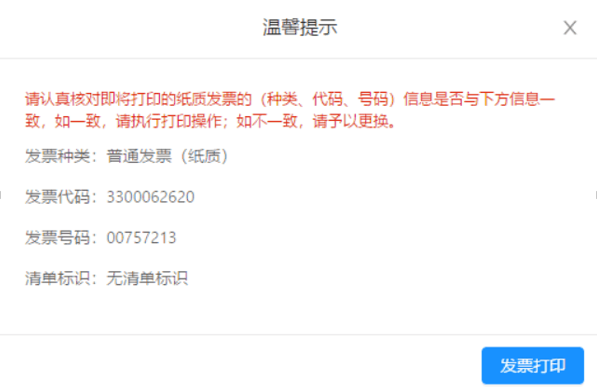 温馨提示
请认真核对即将打印的纸质发票的（种类、代码、号码）信息是否与下方信息一
致，如一致，请执行打印操作；如不一致，请予以更换。
发票种类：普通发票（纸质）
发票代码：3300062620
发票号码：00757213
清单标识：无清单标识
发票打印